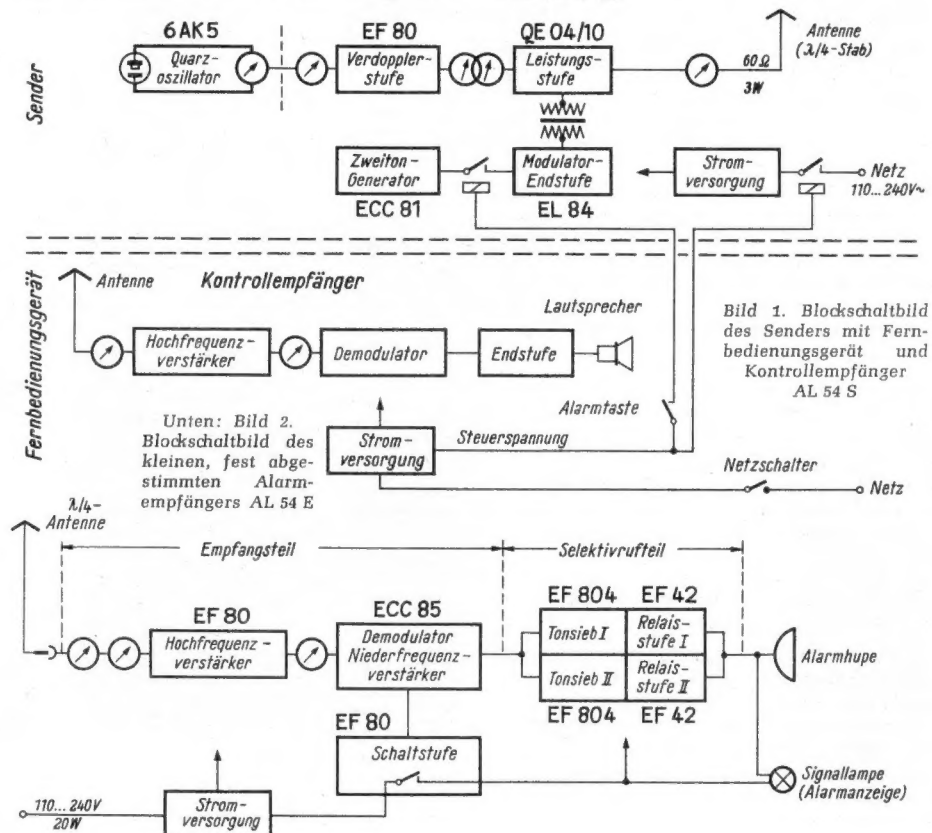 Sender
6AK5
EF 80
QE 04/10
Antenne
(λ/4-Stab)
Quarz-
oszillator
Verdoppler-
stufe
Leistungs-
stufe
60 Ω
3W
Zweiton-
Generator
ECC 81
Modulator-
Endstufe
EL 84
Strom-
versorgung
Netz
110...240V~
Fernbedienungsgerät
Antenne
Kontrollempfänger
Lautsprecher
Hochfrequenz-
verstärker
Demodulator
Endstufe
Bild 1. Blockschaltbild
des Senders mit Fern-
bedienungsgerät und
Kontrollempfänger
AL 54 S
Alarmtaste
Unten: Bild 2.
Blockschaltbild des
kleinen, fest abge-
stimmten Alarm-
empfängers AL 54 E
Strom-
versorgung
Steuerspannung
Netzschalter
Netz
λ/4-
Antenne
Empfangsteil
Selektivrufteil
EF 80
Hochfrequenz-
verstärker
ECC 85
Demodulator
Niederfrequenz-
verstärker
EF 804
EF 42
Tonsieb I
Relais-
stufe I
Tonsieb II
Relais-
stufe II
EF 804
EF 42
Alarmhupe
EF 80
Schaltstufe
Signallampe
(Alarmanzeige)
110...240V
20W
Strom-
versorgung